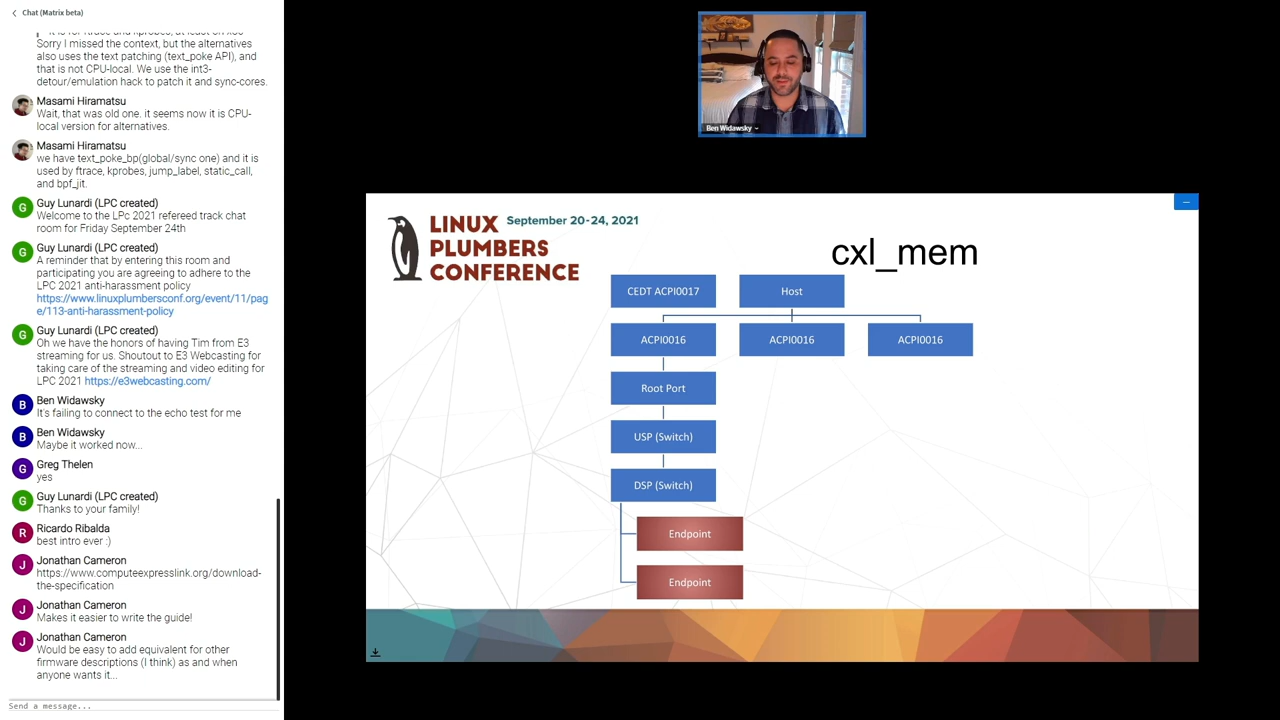 Chat (Matrix beta)
Sorry I missed the context, but the alternatives
also uses the text patching (text_poke API), and
that is not CPU-local. We use the int3-
detour/emulation hack to patch it and sync-cores.
Masami Hiramatsu
Wait, that was old one. it seems now it is CPU-
local version for alternatives.
Masami Hiramatsu
we have text_poke_bp(global/sync one) and it is
used by ftrace, kprobes, jump_label, static_call,
and bpf_jit.
G
Guy Lunardi (LPC created)
Welcome to the LPc 2021 refereed track chat
room for Friday September 24th
G
Guy Lunardi (LPC created)
A reminder that by entering this room and
participating you are agreeing to adhere to the
LPC 2021 anti-harassment policy
https://www.linuxplumbersconf.org/event/11/pag
e/113-anti-harassment-policy
G
Guy Lunardi (LPC created)
Oh we have the honors of having Tim from E3
streaming for us. Shoutout to E3 Webcasting for
taking care of the streaming and video editing for
LPC 2021 https://e3webcasting.com/
B
Ben Widawsky
It's failing to connect to the echo test for me
B
Ben Widawsky
Maybe it worked now...
G
Greg Thelen
yes
G
Guy Lunardi (LPC created)
Thanks to your family!
R
Ricardo Ribalda
best intro ever :)
J
Jonathan Cameron
https://www.computeexpresslink.org/download-
the-specification
J
Jonathan Cameron
Makes it easier to write the guide!
J
Jonathan Cameron
Would be easy to add equivalent for other
firmware descriptions (I think) as and when
anyone wants it...
Send a message...
Ben Widawsky
LINUX
PLUMBERS
CONFERENCE
September 20-24, 2021
cxl_mem
CEDT ACPI0017
Host
ACPI0016
ACPI0016
ACPI0016
Root Port
USP (Switch)
DSP (Switch)
Endpoint
Endpoint